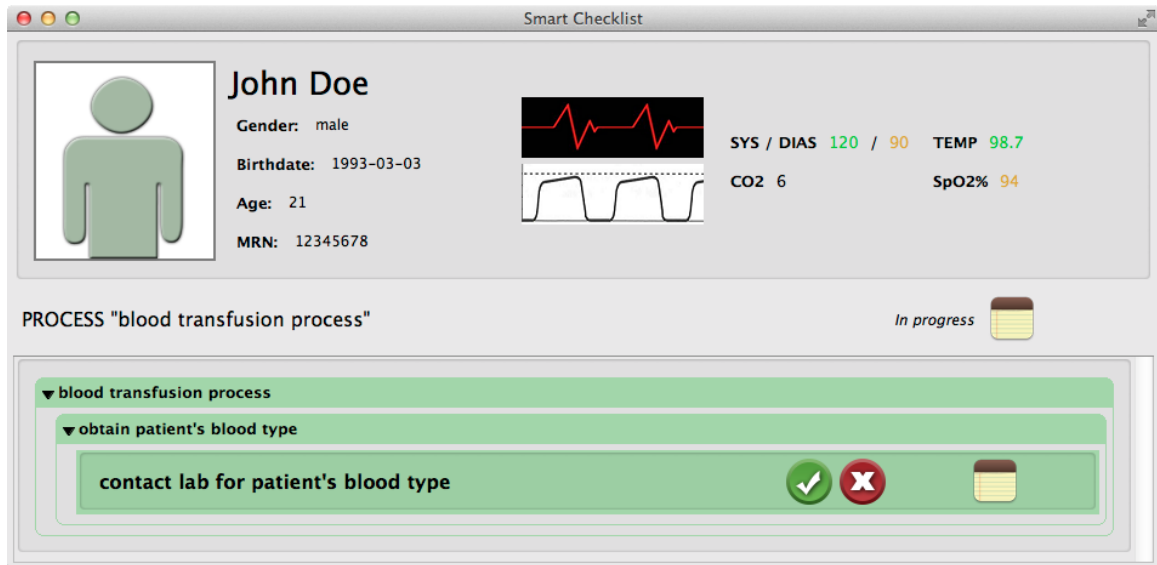 Smart Checklist
John Doe
Gender: male
Birthdate: 1993-03-03
Age: 21
MRN: 12345678
SYS / DIAS 120 / 90 TEMP 98.7
CO2 6 SpO2% 94
PROCESS "blood transfusion process"
In progress
blood transfusion process
obtain patient's blood type
contact lab for patient's blood type